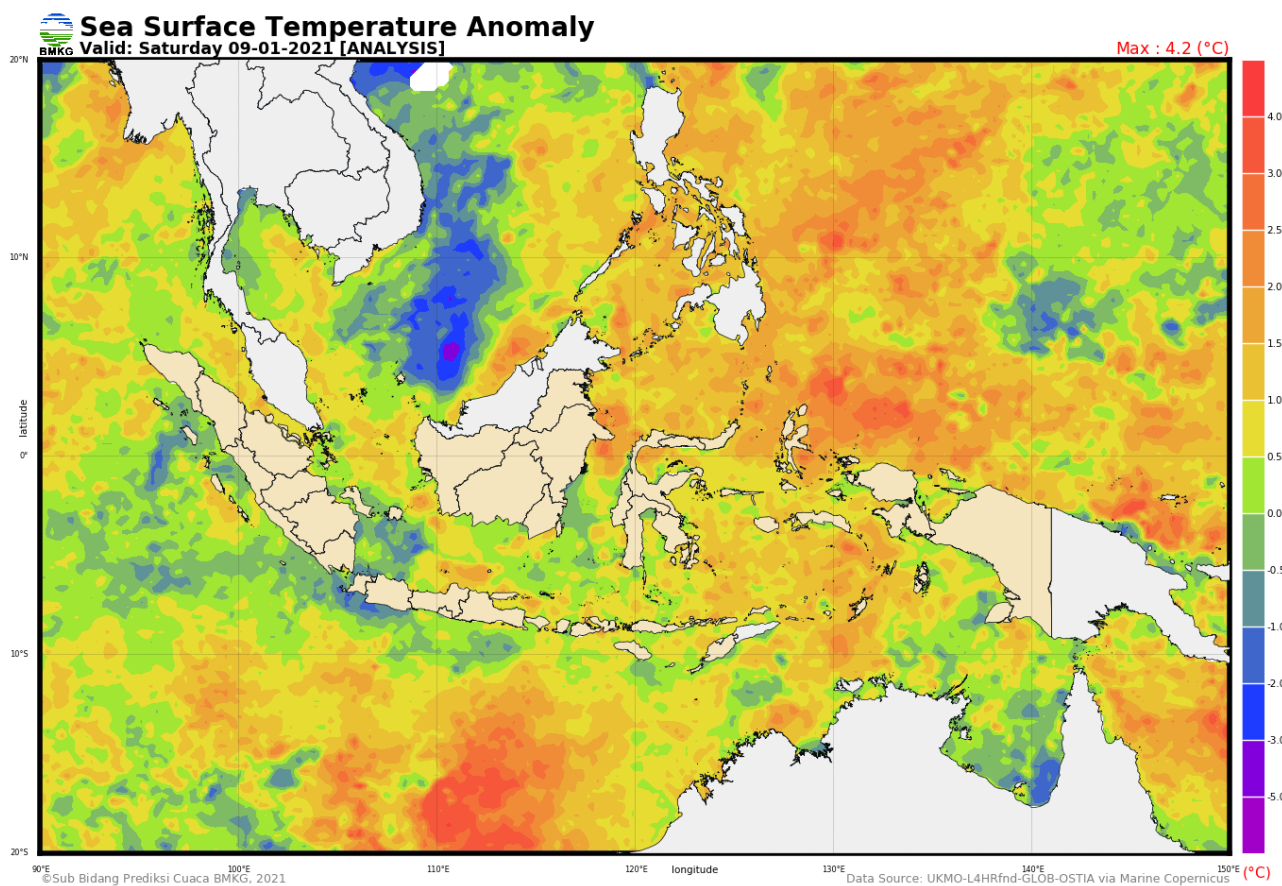 Sea Surface Temperature Anomaly
BMKG
Valid: Saturday 09-01-2021 [ANALYSIS]
Max : 4.2 (°C)
20°N
10°N
0°
10°S
20°S
latitude
90°E
100°E
110°E
120°E
longitude
130°E
140°E
150°E
4.0
3.0
2.5
2.0
1.5
1.0
0.5
0.0
-0.5
-1.0
-2.0
-3.0
-5.0
(°C)
©Sub Bidang Prediksi Cuaca BMKG, 2021
Data Source: UKMO-L4HRfnd-GLOB-OSTIA via Marine Copernicus